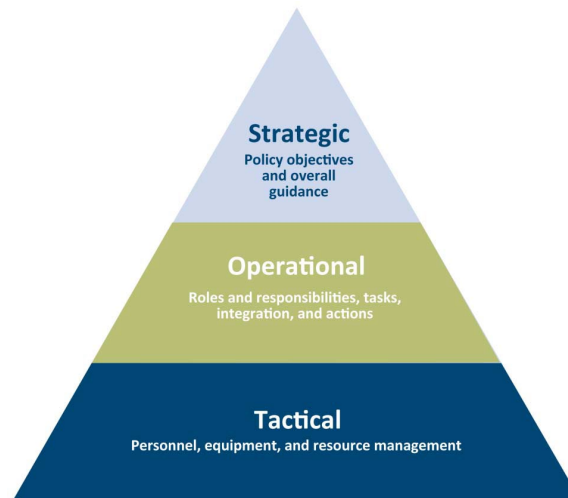 Strategic
Policy objectives
and overall
guidance
Operational
Roles and responsibilities, tasks,
integration, and actions
Tactical
Personnel, equipment, and resource management